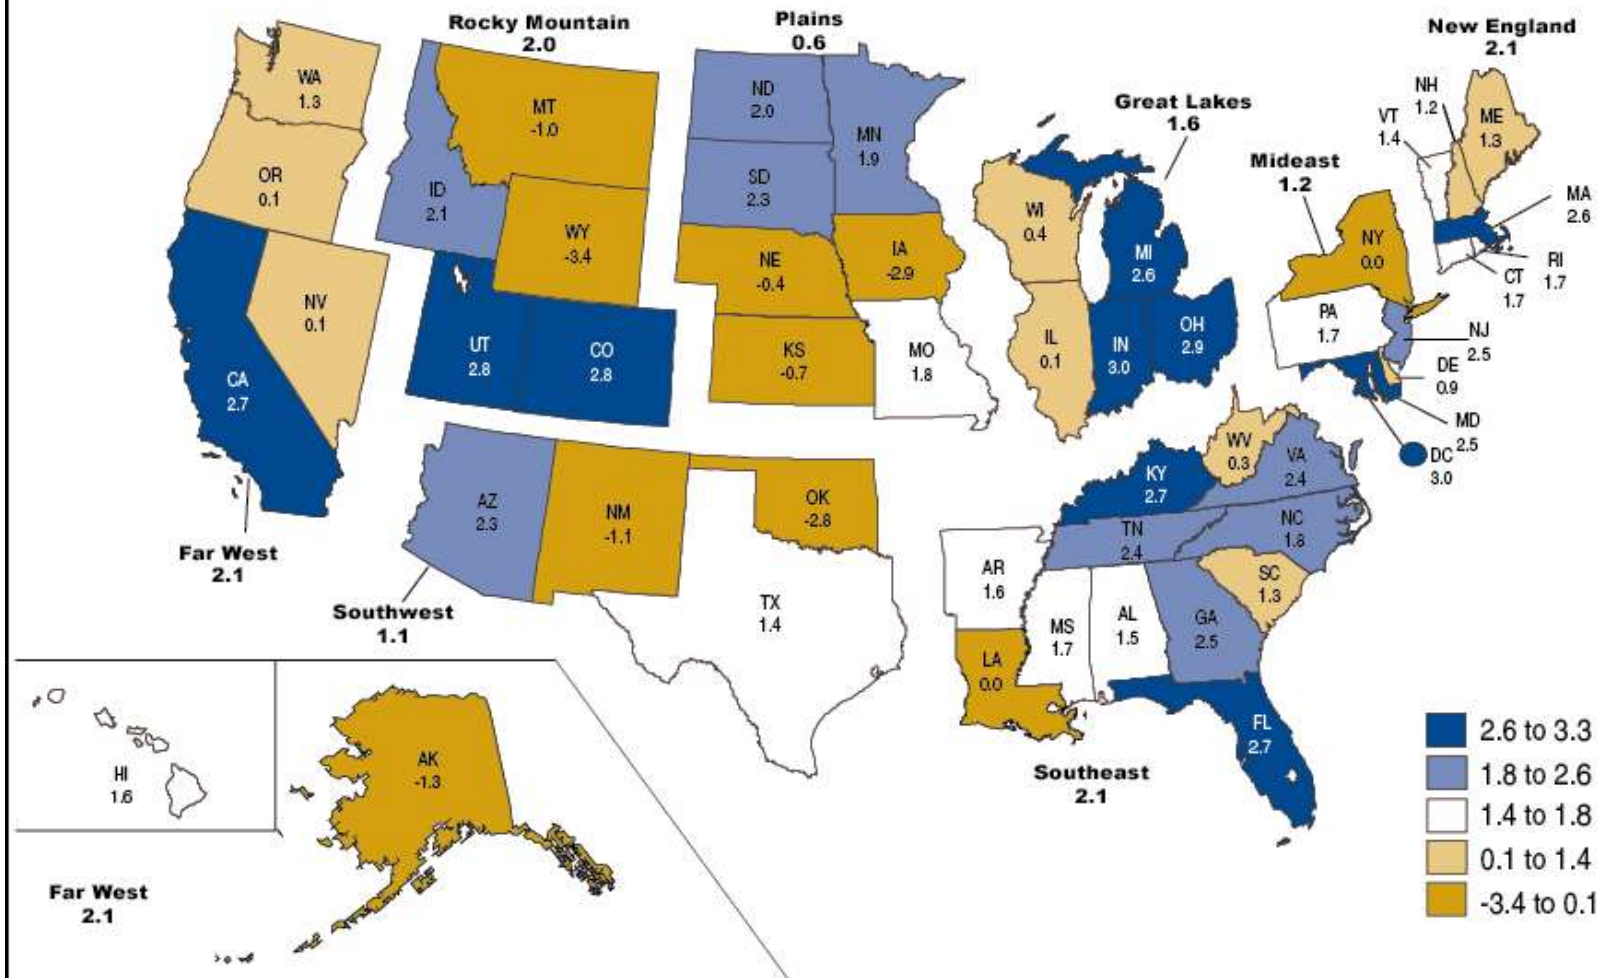 Rocky Mountain
2.0
Plains
0.6
New England
2.1
Great Lakes
1.6
Mideast
1.2
WA
1.3
OR
0.1
CA
2.7
NV
0.1
Far West
2.1
MT
-1.0
ID
2.1
WY
-3.4
UT
2.8
CO
2.8
ND
2.0
MN
1.9
SD
2.3
NE
-0.4
IA
-2.9
KS
-0.7
MO
1.8
WI
0.4
MI
2.6
IL
0.1
IN
3.0
OH
2.9
NH
1.2
VT
1.4
ME
1.3
MA
2.6
RI
1.7
CT
1.7
NY
0.0
PA
1.7
NJ
2.5
DE
0.9
MD
2.5
DC
3.0
AZ
2.3
NM
-1.1
OK
-2.8
TX
1.4
Southwest
1.1
WV
0.3
VA
2.4
KY
2.7
TN
2.4
NC
1.8
AR
1.6
SC
1.3
MS
1.7
AL
1.5
GA
2.5
LA
0.0
FL
2.7
Southeast
2.1
HI
1.6
AK
-1.3
Far West
2.1
2.6 to 3.3
1.8 to 2.6
1.4 to 1.8
0.1 to 1.4
-3.4 to 0.1